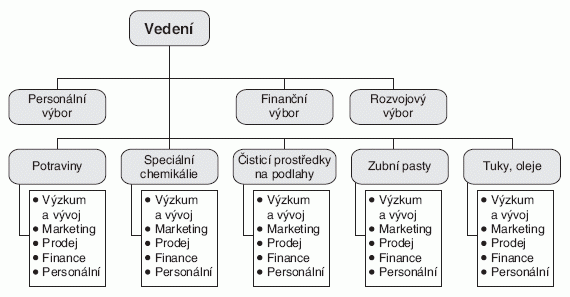 Vedení
Personální
výbor
Finanční
výbor
Rozvojový
výbor
Potraviny
Speciální
chemikálie
Čisticí prostředky
na podlahy
Zubní pasty
Tuky, oleje
• Výzkum
a vývoj
• Marketing
• Prodej
• Finance
• Personální
• Výzkum
a vývoj
• Marketing
• Prodej
• Finance
• Personální
• Výzkum
a vývoj
• Marketing
• Prodej
• Finance
• Personální
• Výzkum
a vývoj
• Marketing
• Prodej
• Finance
• Personální
• Výzkum
a vývoj
• Marketing
• Prodej
• Finance
• Personální